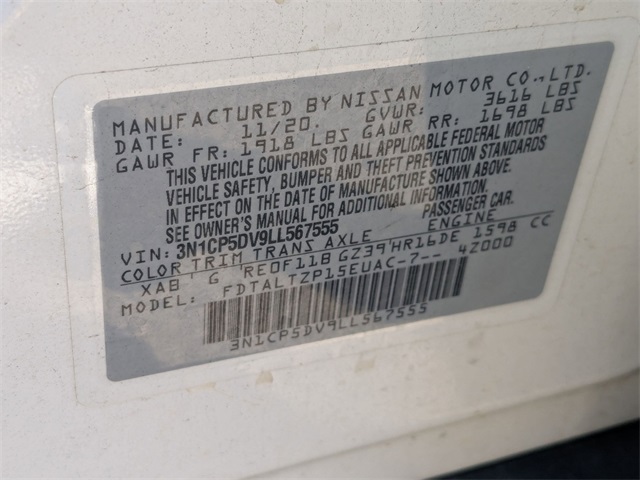 MANUFACTURED BY NISSAN MOTOR CO.,LTD.
DATE: 11/20, GVWR: 3616 LBS
GAWR FR: 1918 LBS GAWR RR: 1698 LBS
THIS VEHICLE CONFORMS TO ALL APPLICABLE FEDERAL MOTOR
VEHICLE SAFETY, BUMPER AND THEFT PREVENTION STANDARDS
IN EFFECT ON THE DATE OF MANUFACTURE SHOWN ABOVE.
SEE OWNER'S MANUAL FOR ADDITIONAL INFORMATION.
VIN: 3N1CP5DV9LL567555 PASSENGER CAR.
COLOR TRIM TRANS AXLE ENGINE
XAB G RE0F11B GZ39 HR16DE 1598 CC
MODEL: FDTALTZP15EUAC-7-- 4Z000
3N1CP5DV9LL567555